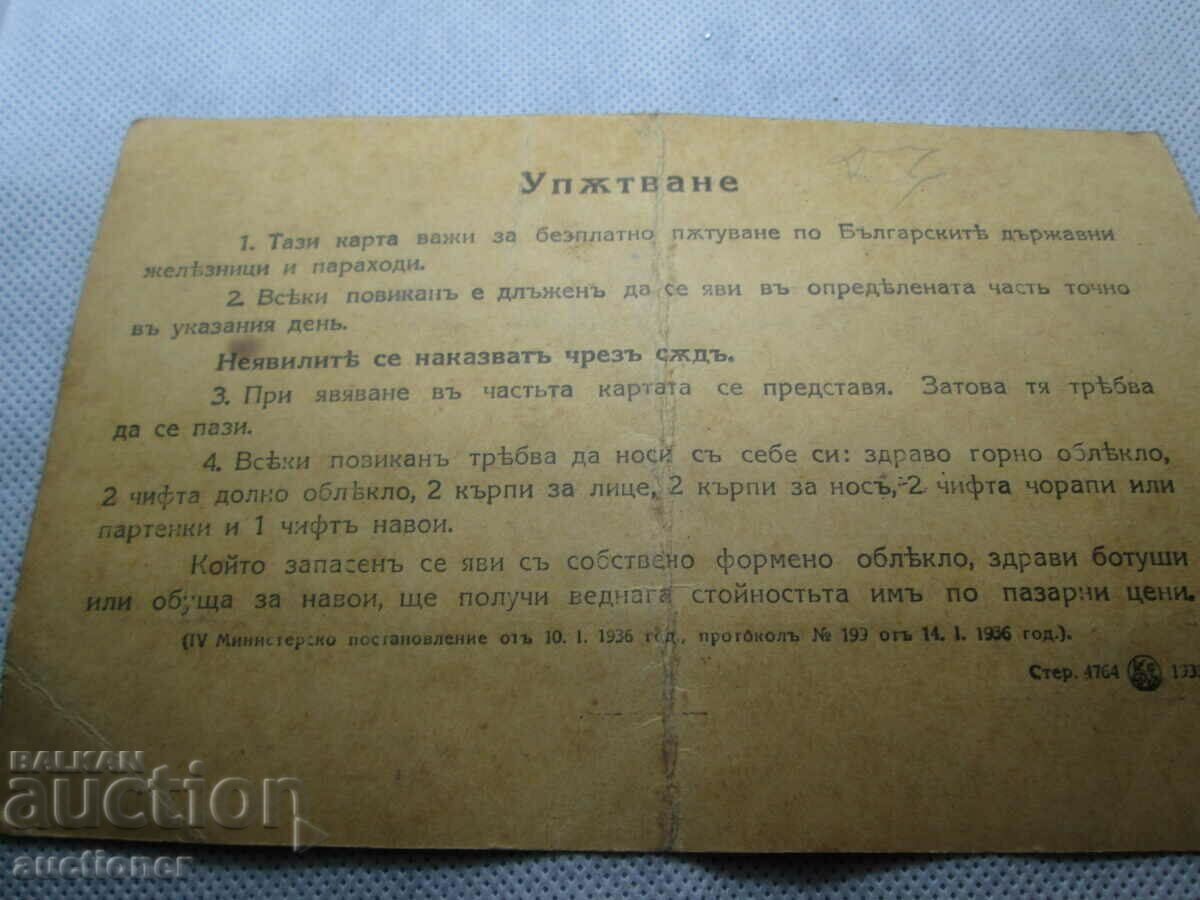 Упѫтване
1. Тази карта важи за безплатно пѫтуване по Българскитѣ държавни
желѣзници и параходи.
2. Всѣки повиканъ е длъженъ да се яви въ опредѣлената часть точно
въ указания день.
Неявилитѣ се наказватъ чрезъ сѫдъ.
3. При явяване въ частьта картата се представя. Затова тя трѣбва
да се пази.
4. Всѣки повиканъ трѣбва да носи съ себе си: здраво горно облѣкло,
2 чифта долно облѣкло, 2 кърпи за лице, 2 кърпи за носъ, 2 чифта чорапи или
партенки и 1 чифтъ навои.
Който запасенъ се яви съ собствено формено облѣкло, здрави ботуши
или обуща за навои, ще получи веднага стойностьта имъ по пазарни цени.
(IV Министерско постановление отъ 10. I. 1936 год., протоколъ № 199 отъ 14. I. 1936 год.).
Стер. 4764
BALKAN
auction
auctioner